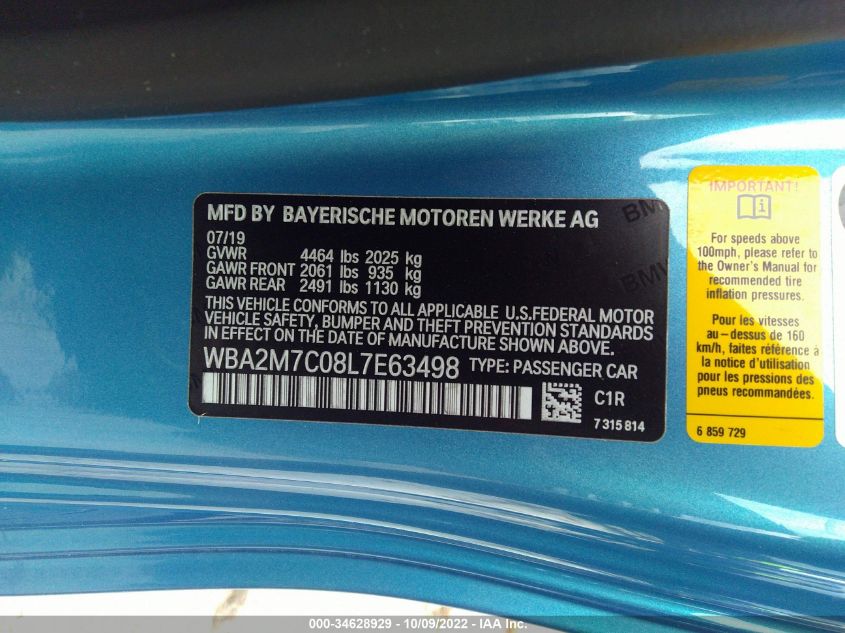 MFD BY BAYERISCHE MOTOREN WERKE AG
07/19
GVWR 4464 lbs 2025 kg
GAWR FRONT 2061 lbs 935 kg
GAWR REAR 2491 lbs 1130 kg
THIS VEHICLE CONFORMS TO ALL APPLICABLE U.S.FEDERAL MOTOR
VEHICLE SAFETY, BUMPER AND THEFT PREVENTION STANDARDS
IN EFFECT ON THE DATE OF MANUFACTURE SHOWN ABOVE.
WBA2M7C08L7E63498 TYPE: PASSENGER CAR
C1R
7 315 814
BMW
BMW
IMPORTANT!
For speeds above
100mph, please refer to
the Owner's Manual for
recommended tire
inflation pressures.
Pour les vitesses
au-dessus de 160
km/h, faites référence à
la notice d'utilisation
pour les pressions des
pneus recommandées.
6 859 729
000-34628929 - 10/09/2022 - IAA Inc.